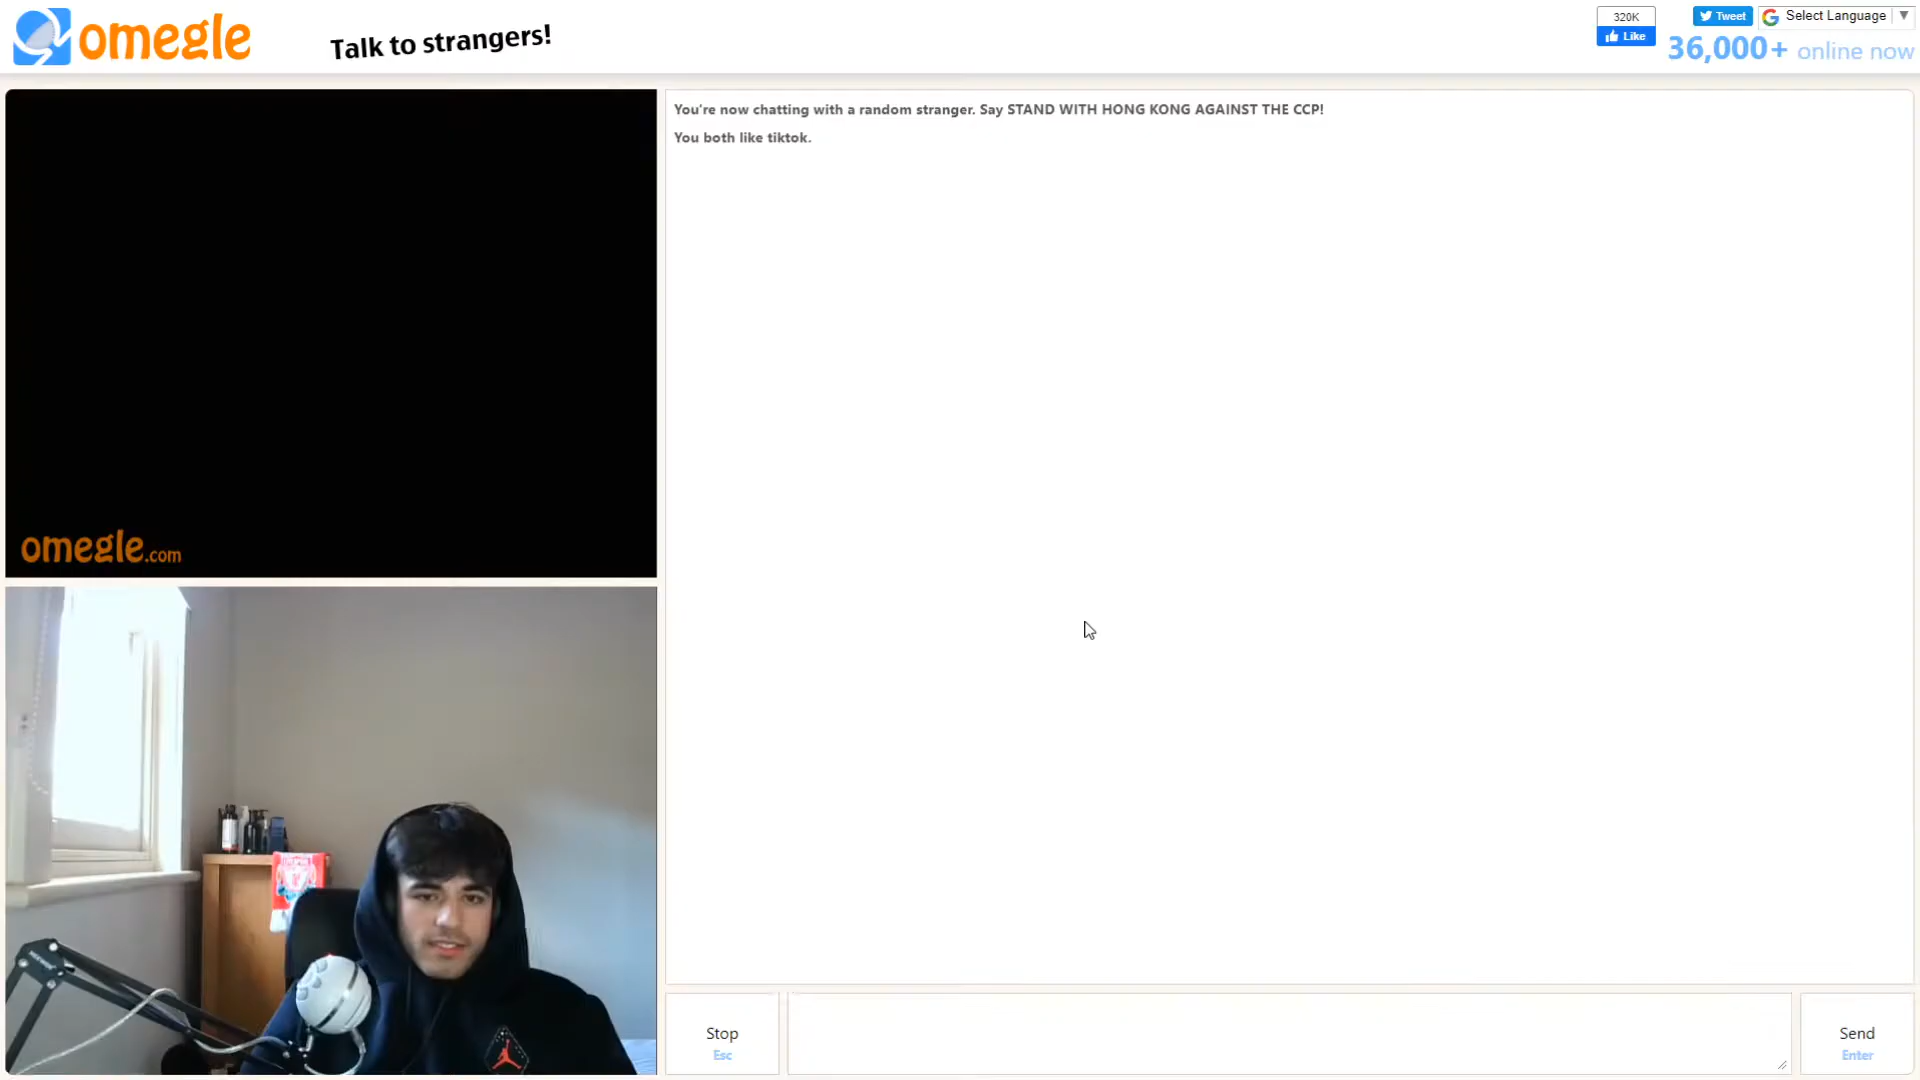 omegle
Talk to strangers!
320K
Like
Tweet
Select Language ▼
36,000+ online now
You're now chatting with a random stranger. Say STAND WITH HONG KONG AGAINST THE CCP!
You both like tiktok.
omegle.com
Stop
Esc
Send
Enter